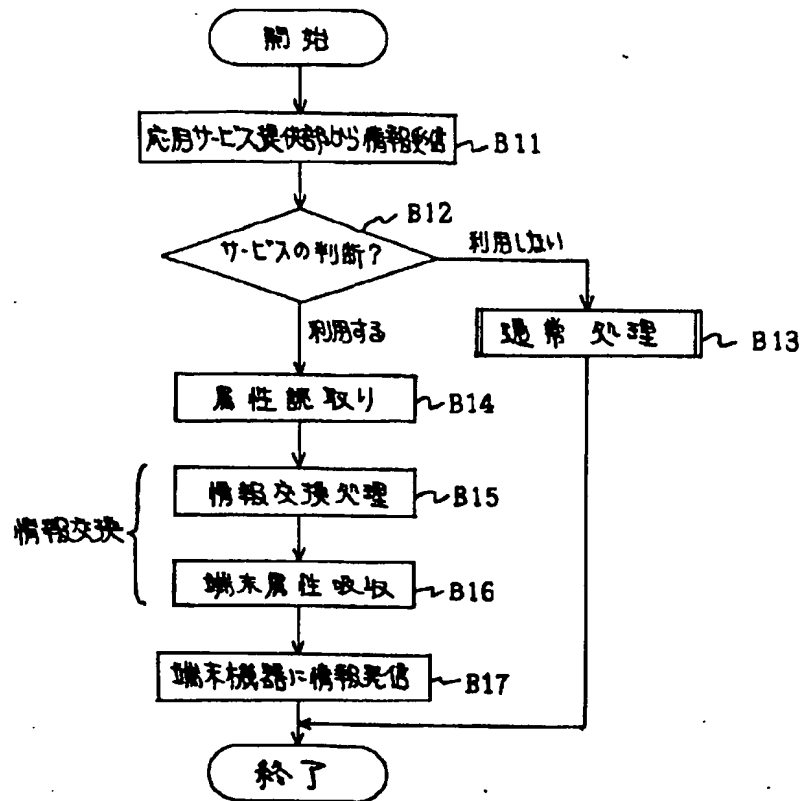 開始
応用サービス提供部から情報受信
B11
B12
サービスの判断?
利用しない
利用する
通常処理
B13
属性読取り
B14
情報交換処理
B15
情報交換
端末属性吸収
B16
端末機器に情報発信
B17
終了